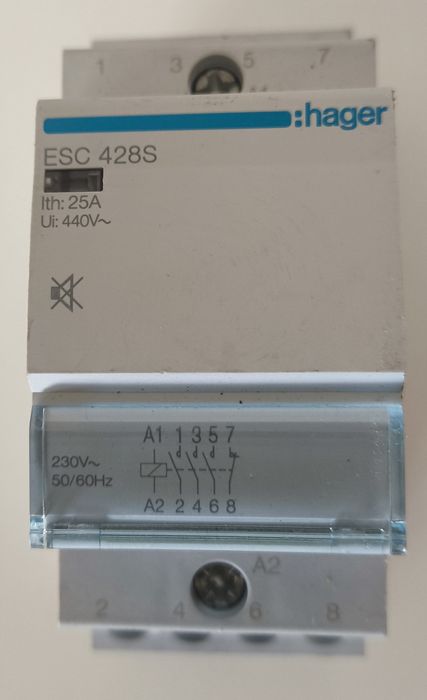 1 3 5 7
A1
:hager
ESC 428S
Ith: 25A
Ui: 440V~
A1 1 3 5 7
230V~
50/60Hz
A2 2 4 6 8
A2
2 4 6 8